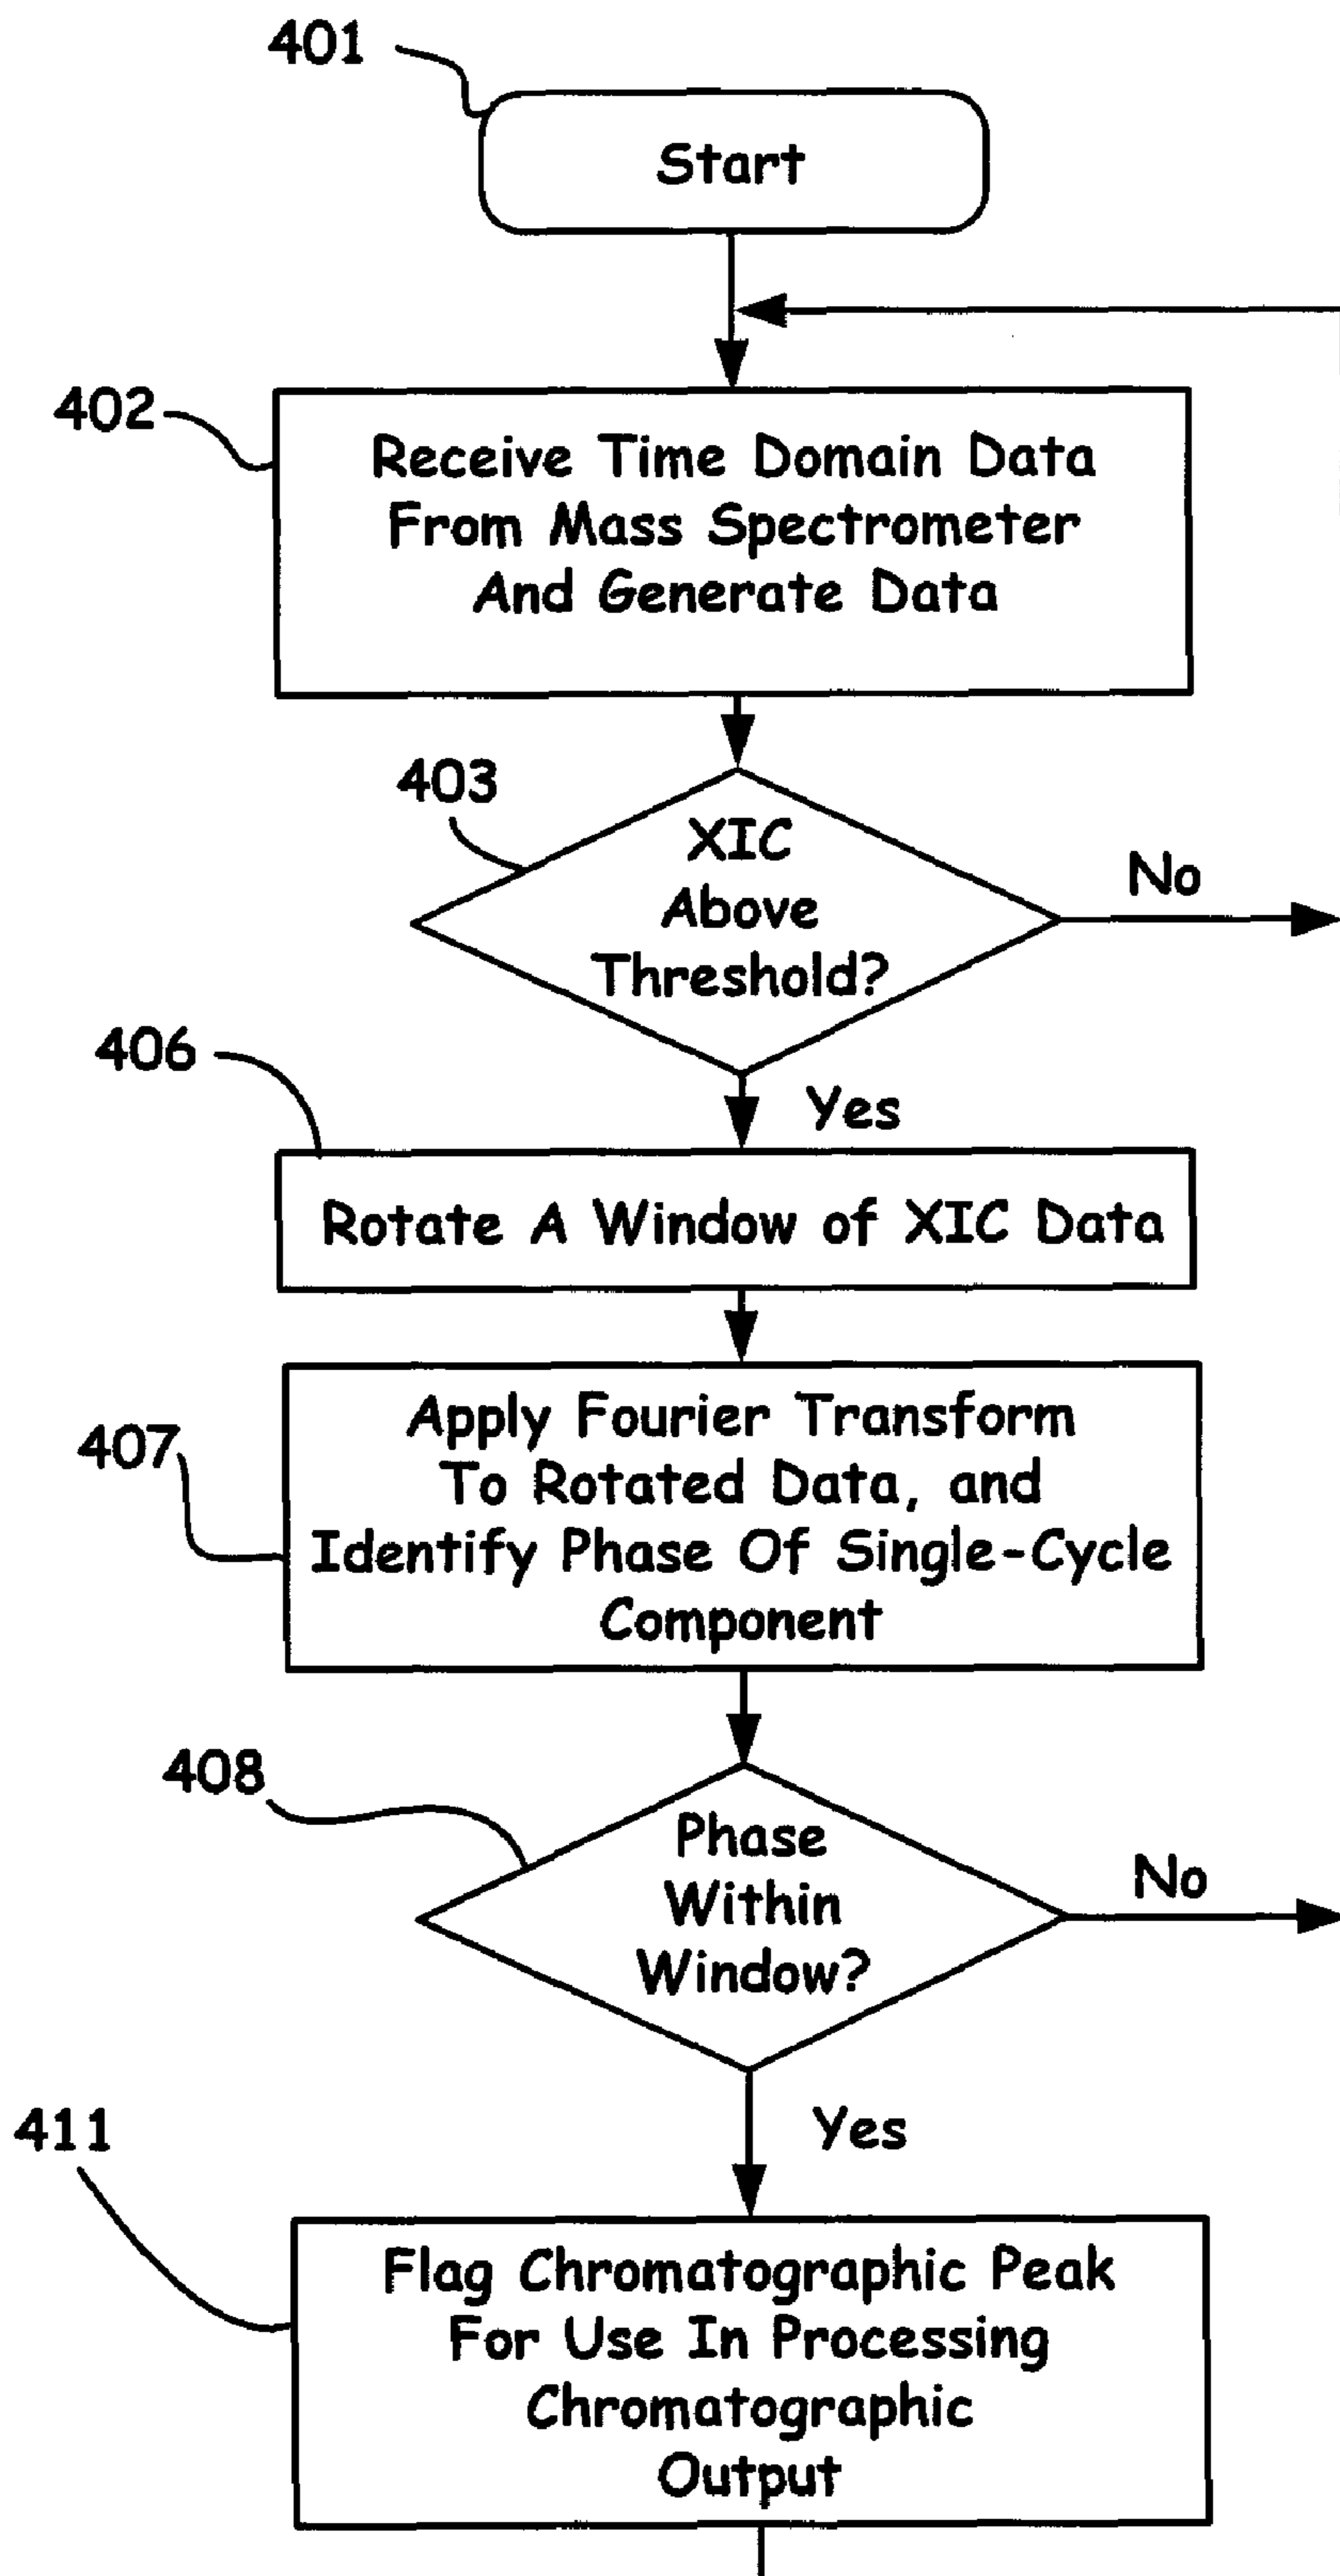 401
Start
402
Receive Time Domain Data
From Mass Spectrometer
And Generate Data
403
XIC
Above
Threshold?
No
406
Yes
Rotate A Window of XIC Data
407
Apply Fourier Transform
To Rotated Data, and
Identify Phase Of Single-Cycle
Component
408
Phase
Within
Window?
No
411
Yes
Flag Chromatographic Peak
For Use In Processing
Chromatographic
Output